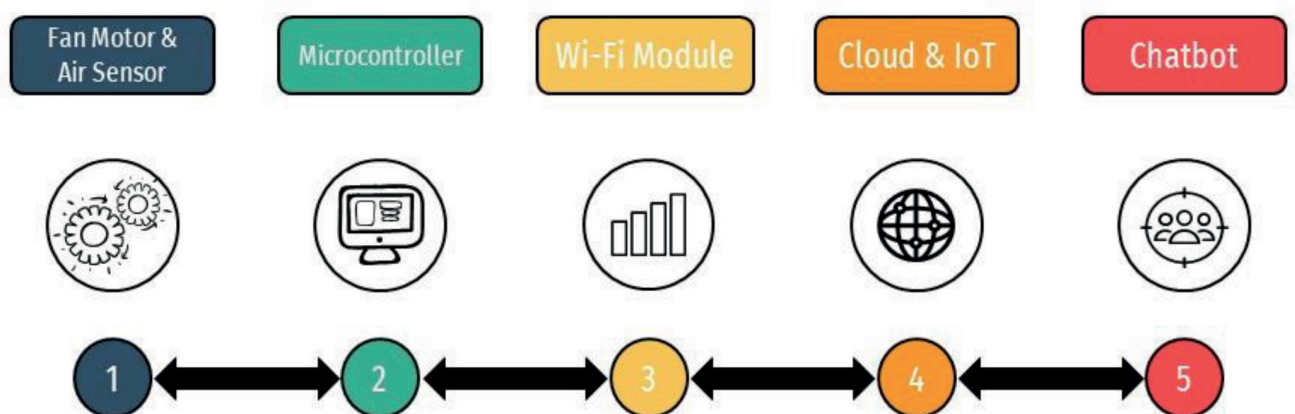 Fan Motor &
Air Sensor
Microcontroller
Wi-Fi Module
Cloud & IoT
Chatbot
1
2
3
4
5